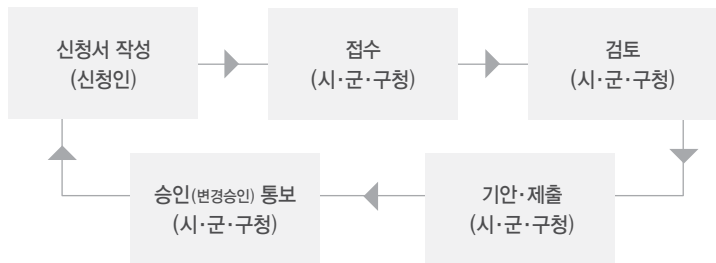 신청서 작성
(신청인)
접수
(시·군·구청)
검토
(시·군·구청)
기안·제출
(시·군·구청)
승인(변경승인) 통보
(시·군·구청)